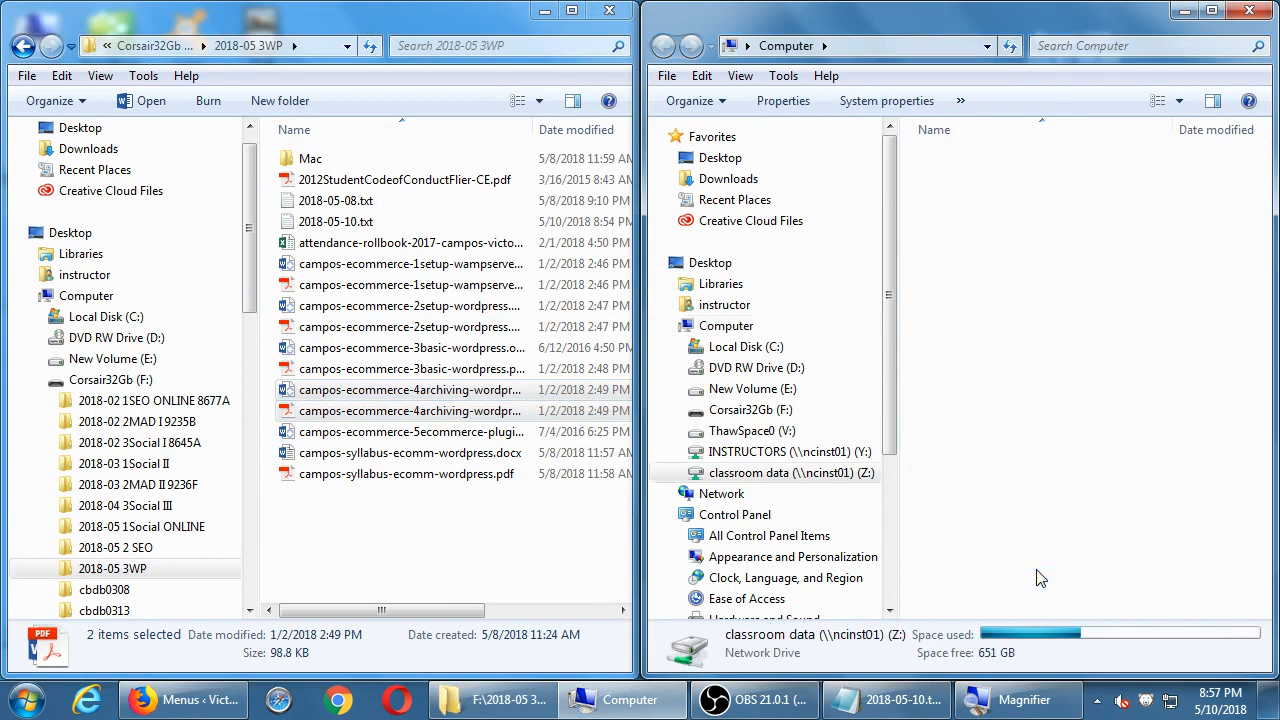 « Corsair32Gb ... 2018-05 3WP
Search 2018-05 3WP
File Edit View Tools Help
Organize Open Burn New folder
Desktop
Downloads
Recent Places
Creative Cloud Files
Desktop
Libraries
instructor
Computer
Local Disk (C:)
DVD RW Drive (D:)
New Volume (E:)
Corsair32Gb (F:)
2018-02 1SEO ONLINE 8677A
2018-02 2MAD I 9235B
2018-02 3Social I 8645A
2018-03 1Social II
2018-03 2MAD II 9236F
2018-04 3Social III
2018-05 1Social ONLINE
2018-05 2 SEO
2018-05 3WP
cbdb0308
cbdb0313
Name Date modified
Mac 5/8/2018 11:59 AM
2012StudentCodeofConductFlier-CE.pdf 3/16/2015 8:43 AM
2018-05-08.txt 5/8/2018 9:10 PM
2018-05-10.txt 5/10/2018 8:54 PM
attendance-rollbook-2017-campos-victo... 2/1/2018 4:50 PM
campos-ecommerce-1setup-wampserve... 1/2/2018 2:46 PM
campos-ecommerce-1setup-wampserve... 1/2/2018 2:46 PM
campos-ecommerce-2setup-wordpress.... 1/2/2018 2:47 PM
campos-ecommerce-2setup-wordpress.... 1/2/2018 2:47 PM
campos-ecommerce-3basic-wordpress.o... 6/12/2016 4:50 PM
campos-ecommerce-3basic-wordpress.p... 1/2/2018 2:48 PM
campos-ecommerce-4archiving-wordpr... 1/2/2018 2:49 PM
campos-ecommerce-4archiving-wordpr... 1/2/2018 2:49 PM
campos-ecommerce-5ecommerce-plugi... 7/4/2016 6:25 PM
campos-syllabus-ecomm-wordpress.docx 5/8/2018 11:57 AM
campos-syllabus-ecomm-wordpress.pdf 5/8/2018 11:58 AM
PDF
2 items selected Date modified: 1/2/2018 2:49 PM Date created: 5/8/2018 11:24 AM
Size: 98.8 KB
Computer
Search Computer
File Edit View Tools Help
Organize Properties System properties »
Favorites
Desktop
Downloads
Recent Places
Creative Cloud Files
Desktop
Libraries
instructor
Computer
Local Disk (C:)
DVD RW Drive (D:)
New Volume (E:)
Corsair32Gb (F:)
ThawSpace0 (V:)
INSTRUCTORS (\\ncinst01) (Y:)
classroom data (\\ncinst01) (Z:)
Network
Control Panel
All Control Panel Items
Appearance and Personalization
Clock, Language, and Region
Ease of Access
Hardware and Sound
Name Date modified
classroom data (\\ncinst01) (Z:) Space used:
Network Drive Space free: 651 GB
Menus ‹ Vict...
F:\2018-05 3...
Computer
OBS 21.0.1 (...
2018-05-10.t...
Magnifier
8:57 PM
5/10/2018